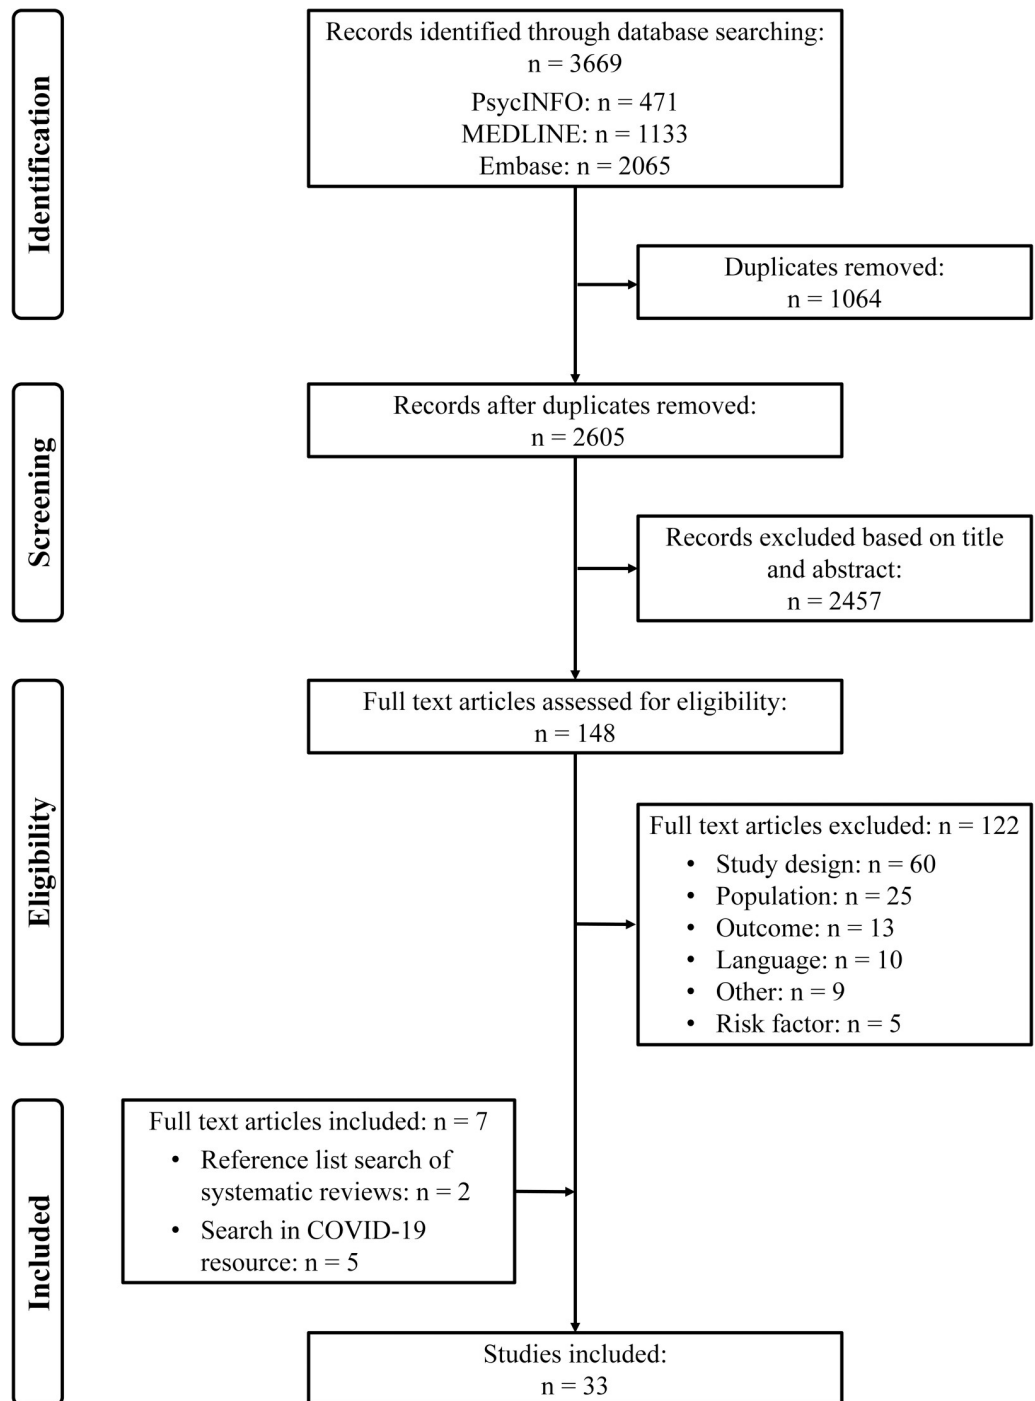 Identification
Records identified through database searching:
n = 3669
PsycINFO: n = 471
MEDLINE: n = 1133
Embase: n = 2065
Duplicates removed:
n = 1064
Screening
Records after duplicates removed:
n = 2605
Records excluded based on title
and abstract:
n = 2457
Eligibility
Full text articles assessed for eligibility:
n = 148
Full text articles excluded: n = 122
• Study design: n = 60
• Population: n = 25
• Outcome: n = 13
• Language: n = 10
• Other: n = 9
• Risk factor: n = 5
Included
Full text articles included: n = 7
• Reference list search of
systematic reviews: n = 2
• Search in COVID-19
resource: n = 5
Studies included:
n = 33